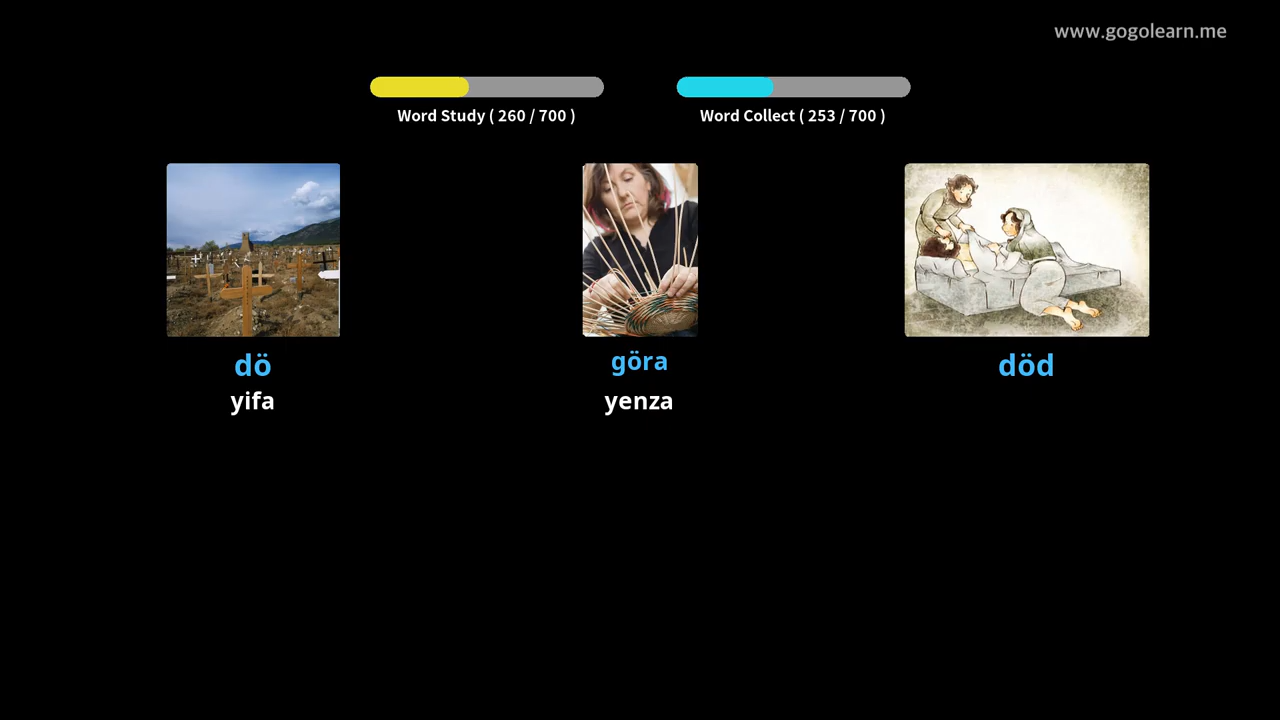 www.gogolearn.me
Word Study ( 260 / 700 )
Word Collect ( 253 / 700 )
dö
göra
död
yifa
yenza